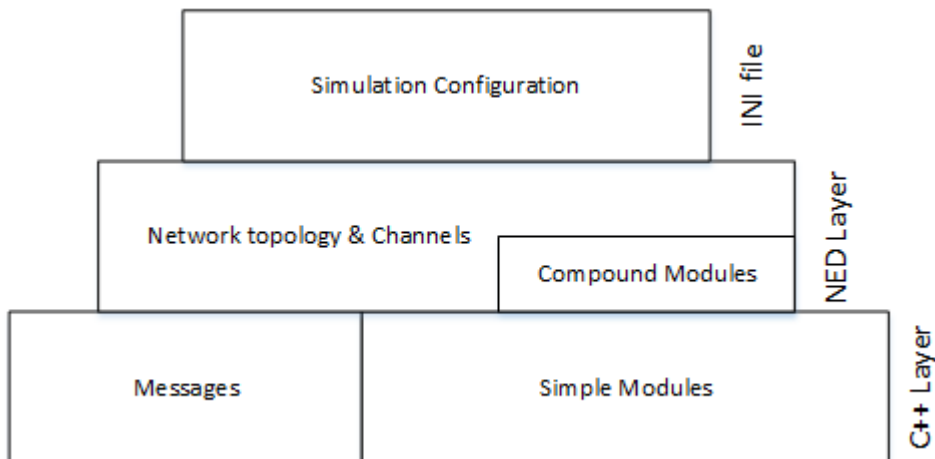 Simulation Configuration
INI file
Network topology & Channels
Compound Modules
NED Layer
Messages
Simple Modules
C++ Layer